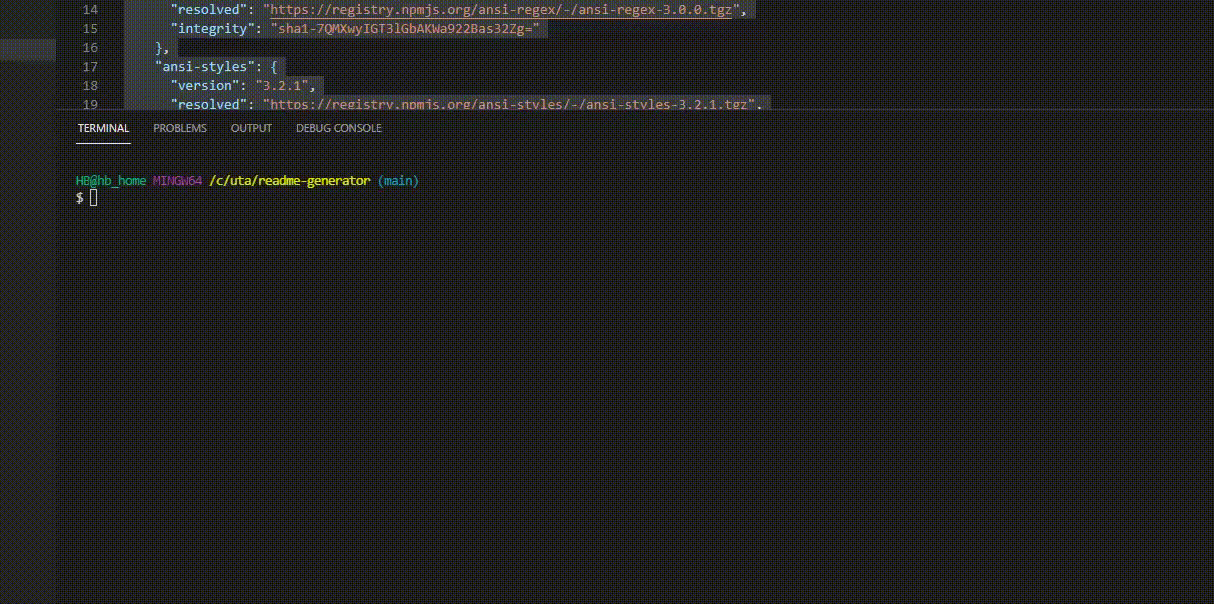 14 "resolved": "https://registry.npmjs.org/ansi-regex/-/ansi-regex-3.0.0.tgz",
15 "integrity": "sha1-7QMXwyIGT3lGbAKWa922Bas32Zg="
16 },
17 "ansi-styles": {
18 "version": "3.2.1",
19 "resolved": "https://registry.npmjs.org/ansi-styles/-/ansi-styles-3.2.1.tgz",
TERMINAL PROBLEMS OUTPUT DEBUG CONSOLE
HB@hb_home MINGW64 /c/uta/readme-generator (main)
$